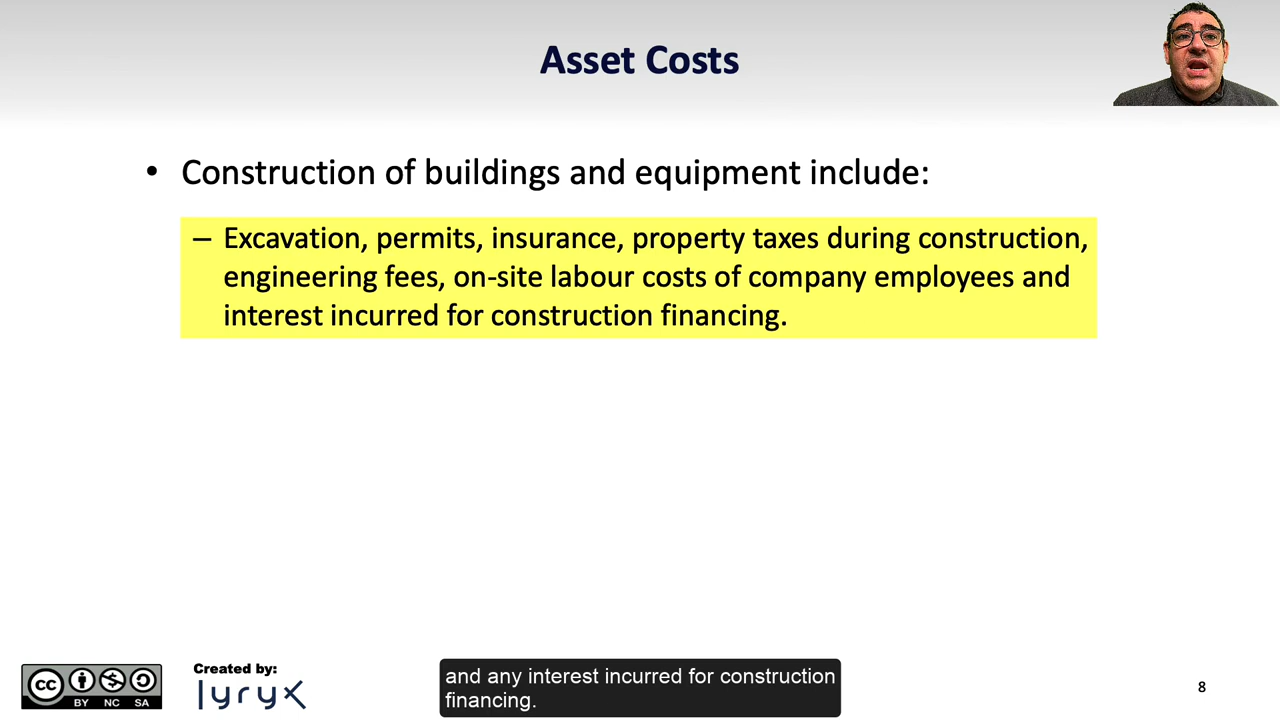 Asset Costs
• Construction of buildings and equipment include:
– Excavation, permits, insurance, property taxes during construction,
engineering fees, on-site labour costs of company employees and
interest incurred for construction financing.
cc
BY NC SA
Created by:
lyryx
and any interest incurred for construction
financing.
8